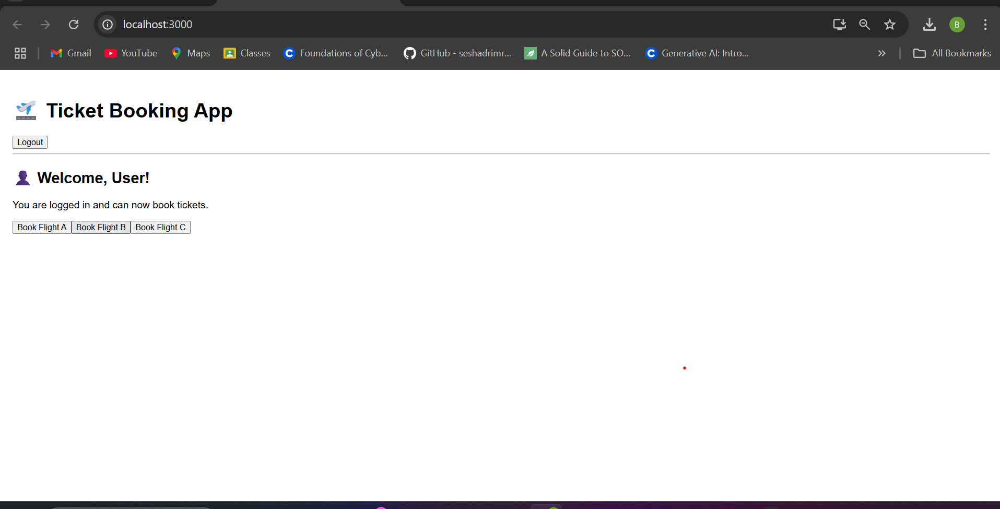 localhost:3000
B
Gmail
YouTube
Maps
Classes
Foundations of Cyb...
GitHub - seshadrimr...
A Solid Guide to SO...
Generative AI: Intro...
All Bookmarks
Ticket Booking App
Logout
Welcome, User!
You are logged in and can now book tickets.
Book Flight A Book Flight B Book Flight C